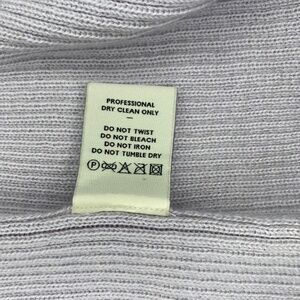 PROFESSIONAL
DRY CLEAN ONLY
–
DO NOT TWIST
DO NOT BLEACH
DO NOT IRON
DO NOT TUMBLE DRY
P